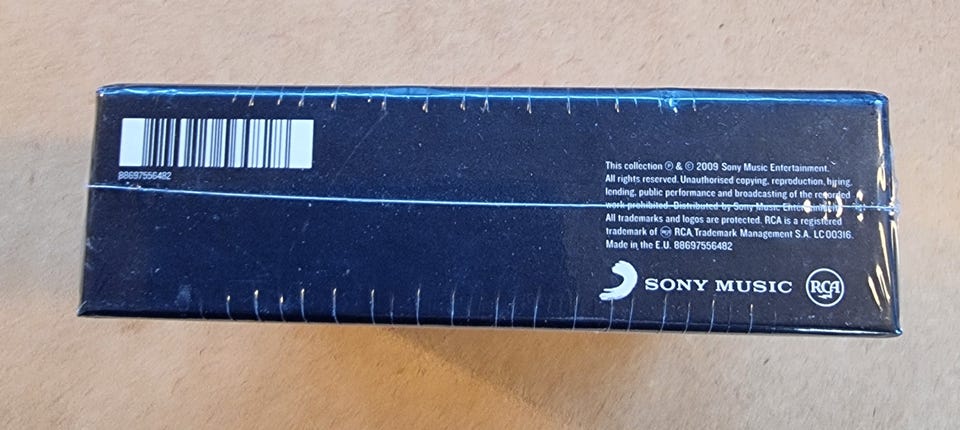 88697556482
This collection ℗ & © 2009 Sony Music Entertainment.
All rights reserved. Unauthorised copying, reproduction, hiring,
lending, public performance and broadcasting of the recorded
work prohibited. Distributed by Sony Music Entertainment.
All trademarks and logos are protected. RCA is a registered
trademark of RCA Trademark Management S.A. LC 00316.
Made in the E.U. 88697556482
SONY MUSIC
RCA